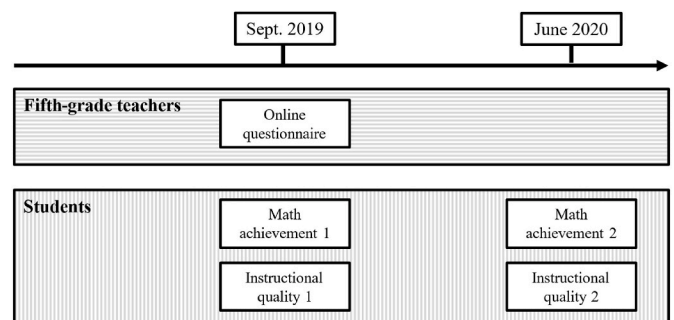 Sept. 2019
June 2020
Fifth-grade teachers
Online
questionnaire
Students
Math
achievement 1
Math
achievement 2
Instructional
quality 1
Instructional
quality 2